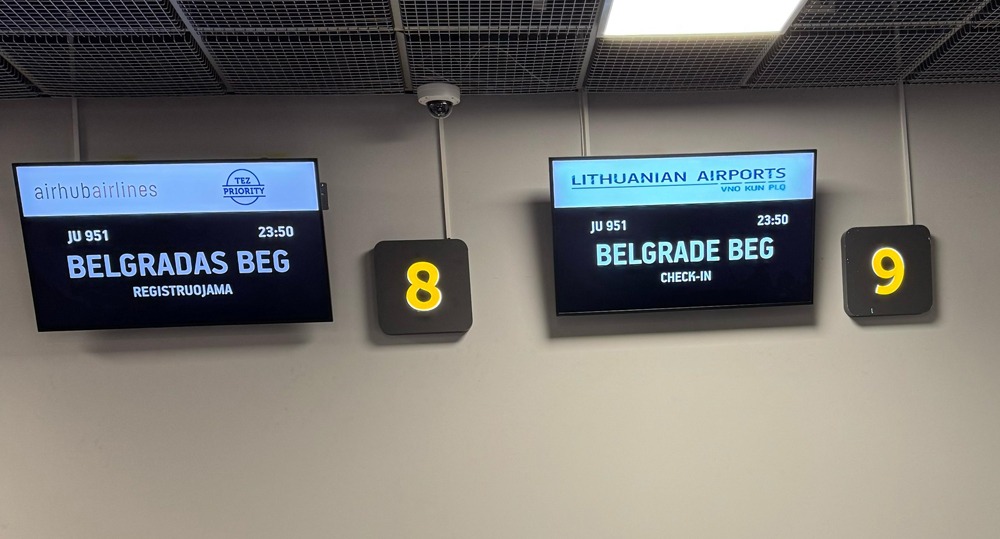 airhubairlines
TEZ
PRIORITY
JU 951
23:50
BELGRADAS BEG
REGISTRUOJAMA
8
LITHUANIAN AIRPORTS
VNO KUN PLQ
JU 951
23:50
BELGRADE BEG
CHECK-IN
9